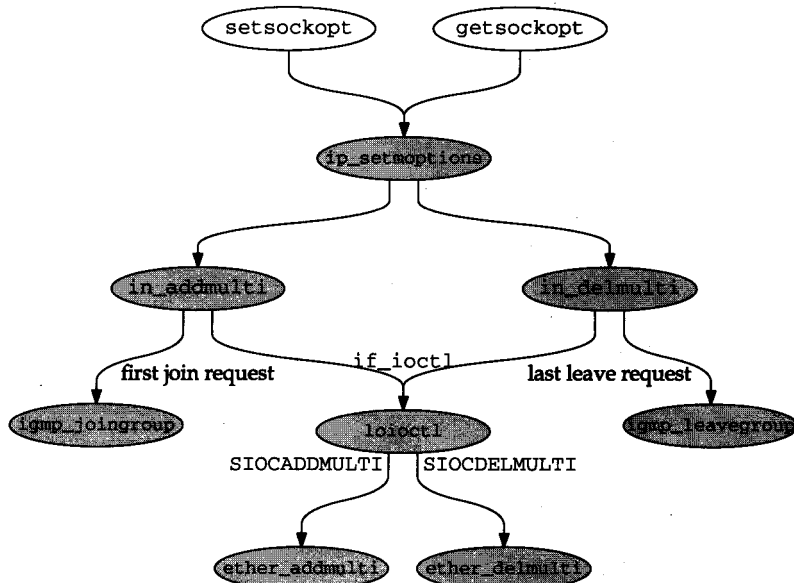 setsockopt
getsockopt
ip_setmoptions
in_addmulti
in_delmulti
first join request
if_ioctl
last leave request
igmp_joingroup
loioctl
igmp_leavegroup
SIOCADDMULTI
SIOCDELMULTI
ether_addmulti
ether_delmulti